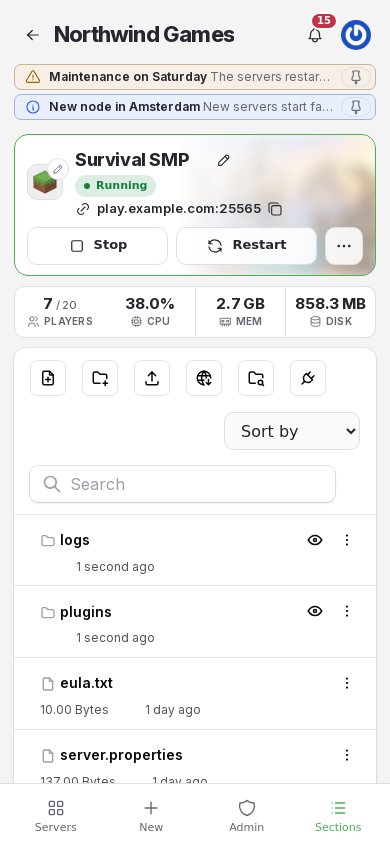 Northwind Games
15
Maintenance on Saturday The servers restar...
New node in Amsterdam New servers start fa...
Survival SMP
Running
play.example.com:25565
Stop
Restart
7 / 20
PLAYERS
38.0%
CPU
2.7 GB
MEM
858.3 MB
DISK
Sort by
Search
logs
1 second ago
plugins
1 second ago
eula.txt
10.00 Bytes 1 day ago
server.properties
137.00 Bytes 1 day ago
Servers
New
Admin
Sections